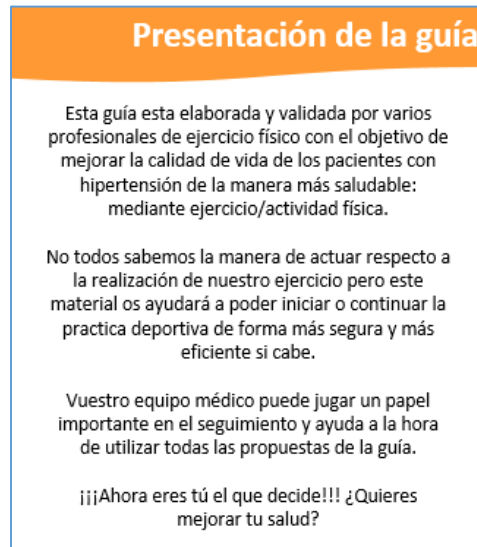 Presentación de la guía
Esta guía esta elaborada y validada por varios
profesionales de ejercicio físico con el objetivo de
mejorar la calidad de vida de los pacientes con
hipertensión de la manera más saludable:
mediante ejercicio/actividad física.
No todos sabemos la manera de actuar respecto a
la realización de nuestro ejercicio pero este
material os ayudará a poder iniciar o continuar la
practica deportiva de forma más segura y más
eficiente si cabe.
Vuestro equipo médico puede jugar un papel
importante en el seguimiento y ayuda a la hora
de utilizar todas las propuestas de la guía.
¡¡¡Ahora eres tú el que decide!!! ¿Quieres
mejorar tu salud?